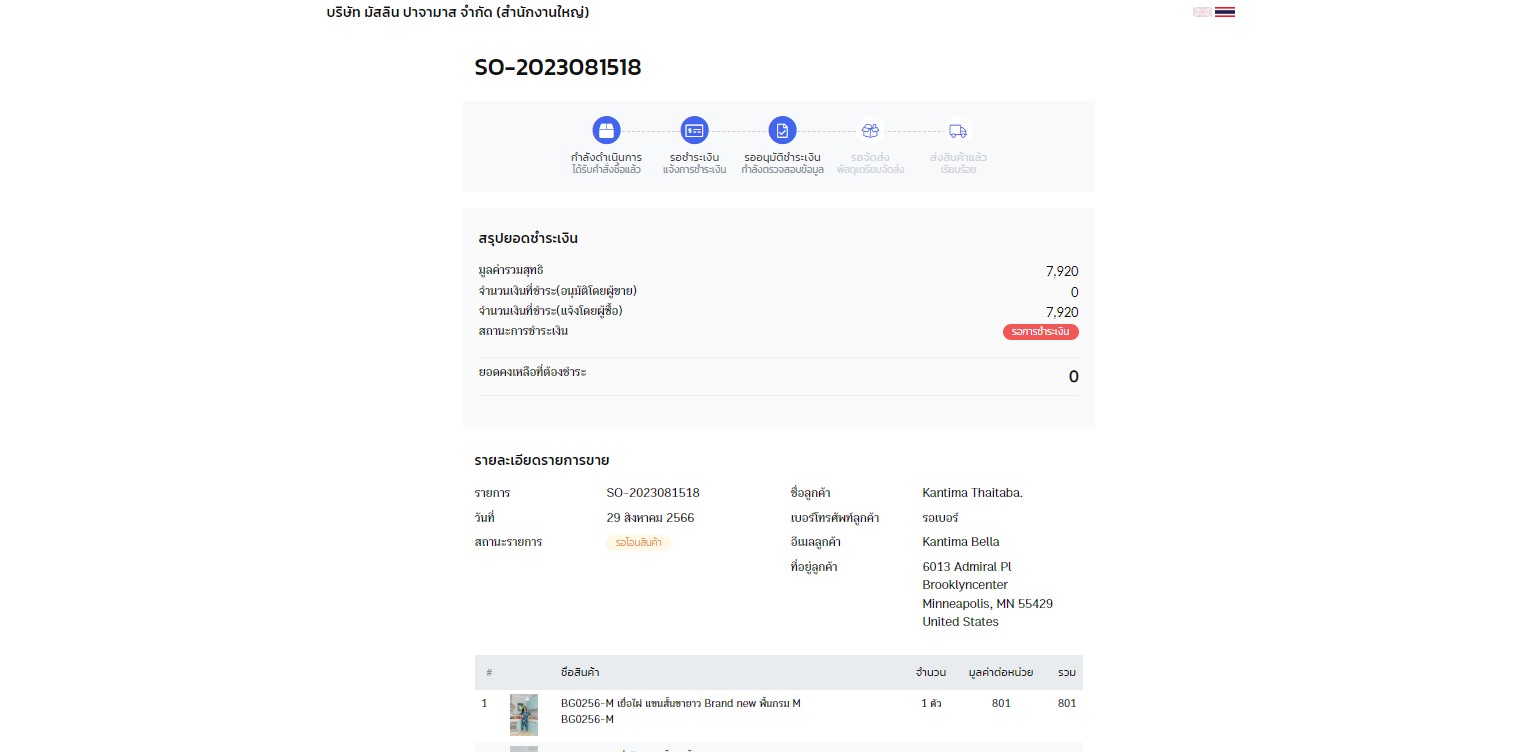 บริษัท มัสลิน ปาจามาส จำกัด (สำนักงานใหญ่)
SO-2023081518
กำลังดำเนินการ
ได้รับคำสั่งซื้อแล้ว
รอชำระเงิน
แจ้งการชำระเงิน
รออนุมัติชำระเงิน
กำลังตรวจสอบข้อมูล
รอจัดส่ง
พัสดุเตรียมจัดส่ง
ส่งสินค้าแล้ว
เรียบร้อย
สรุปยอดชำระเงิน
มูลค่ารวมสุทธิ 7,920
จำนวนเงินที่ชำระ(อนุมัติโดยผู้ขาย) 0
จำนวนเงินที่ชำระ(แจ้งโดยผู้ซื้อ) 7,920
สถานะการชำระเงิน รอการชำระเงิน
ยอดคงเหลือที่ต้องชำระ 0
รายละเอียดรายการขาย
รายการ SO-2023081518
วันที่ 29 สิงหาคม 2566
สถานะรายการ รอโอนสินค้า
ชื่อลูกค้า Kantima Thaitaba.
เบอร์โทรศัพท์ลูกค้า รอเบอร์
อีเมลลูกค้า Kantima Bella
ที่อยู่ลูกค้า 6013 Admiral Pl
Brooklyncenter
Minneapolis, MN 55429
United States
# ชื่อสินค้า จำนวน มูลค่าต่อหน่วย รวม
1 BG0256-M เยื่อไผ่ แขนสั้นขายาว Brand new พื้นกรม M 1 ตัว 801 801
BG0256-M